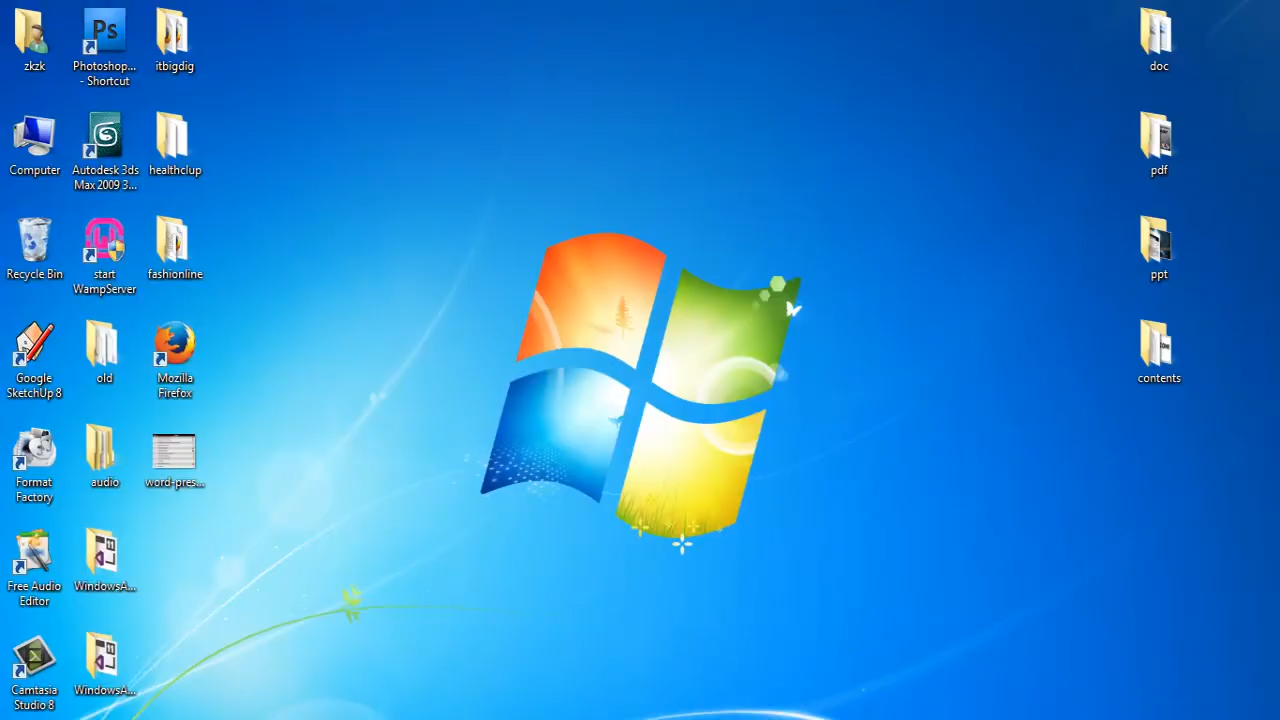 zkzk
Photoshop...
- Shortcut
itbigdig
doc
Computer
Autodesk 3ds
Max 2009 3...
healthclup
pdf
Recycle Bin
start
WampServer
fashionline
ppt
Google
SketchUp 8
old
Mozilla
Firefox
contents
Format
Factory
audio
word-pres...
Free Audio
Editor
WindowsA...
Camtasia
Studio 8
WindowsA...
Ps